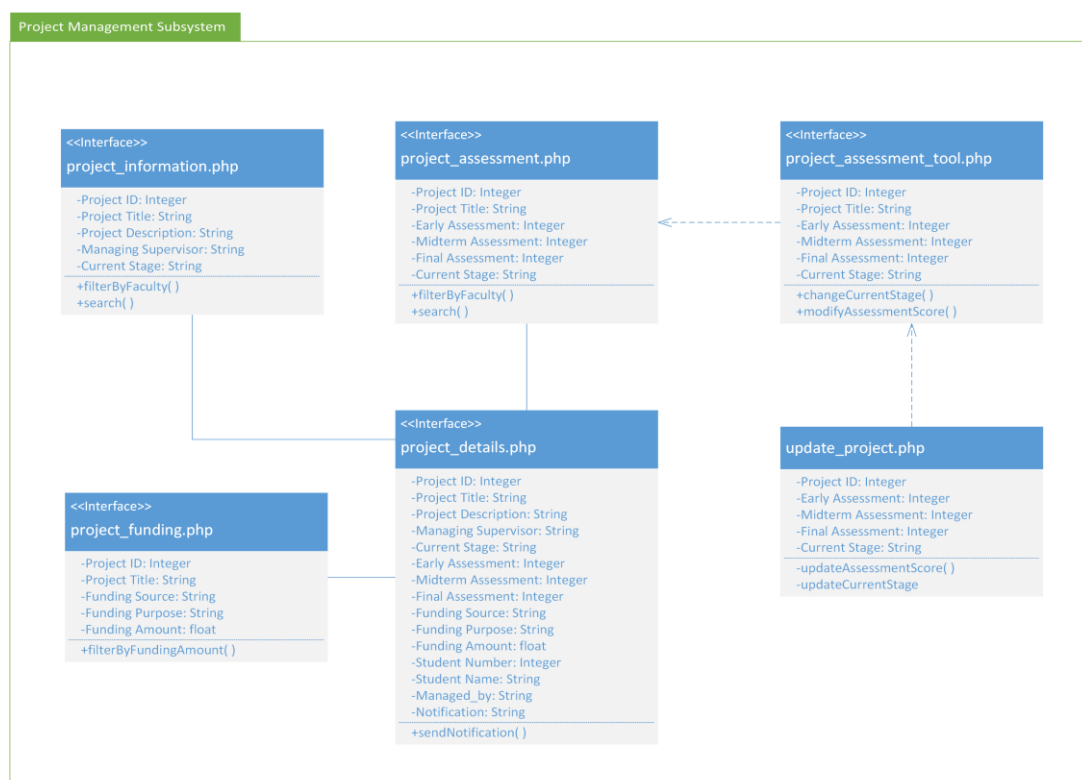 Project Management Subsystem
<<Interface>>
project_information.php
-Project ID: Integer
-Project Title: String
-Project Description: String
-Managing Supervisor: String
-Current Stage: String
+filterByFaculty( )
+search( )
<<Interface>>
project_assessment.php
-Project ID: Integer
-Project Title: String
-Early Assessment: Integer
-Midterm Assessment: Integer
-Final Assessment: Integer
-Current Stage: String
+filterByFaculty( )
+search( )
<<Interface>>
project_assessment_tool.php
-Project ID: Integer
-Project Title: String
-Early Assessment: Integer
-Midterm Assessment: Integer
-Final Assessment: Integer
-Current Stage: String
+changeCurrentStage( )
+modifyAssessmentScore( )
<<Interface>>
project_funding.php
-Project ID: Integer
-Project Title: String
-Funding Source: String
-Funding Purpose: String
-Funding Amount: float
+filterByFundingAmount( )
<<Interface>>
project_details.php
-Project ID: Integer
-Project Title: String
-Project Description: String
-Managing Supervisor: String
-Current Stage: String
-Early Assessment: Integer
-Midterm Assessment: Integer
-Final Assessment: Integer
-Funding Source: String
-Funding Purpose: String
-Funding Amount: float
-Student Number: Integer
-Student Name: String
-Managed_by: String
-Notification: String
+sendNotification( )
update_project.php
-Project ID: Integer
-Early Assessment: Integer
-Midterm Assessment: Integer
-Final Assessment: Integer
-Current Stage: String
-updateAssessmentScore( )
-updateCurrentStage